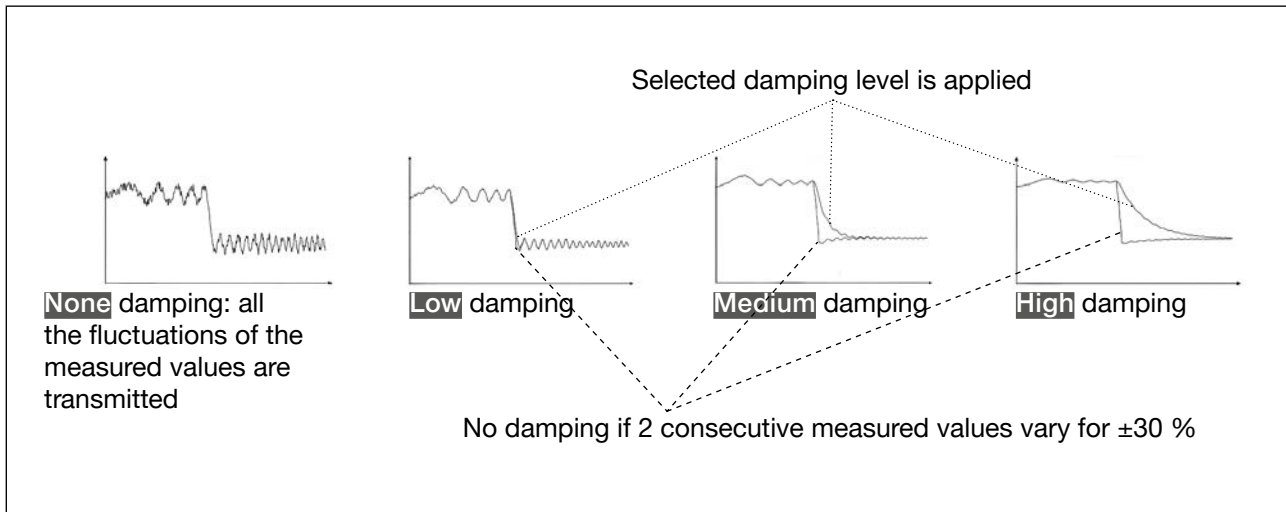 Selected damping level is applied
None damping: all
the fluctuations of the
measured values are
transmitted
Low damping
Medium damping
High damping
No damping if 2 consecutive measured values vary for ±30 %